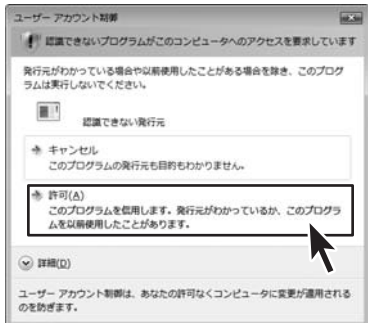 ユーザー アカウント制御
認識できないプログラムがこのコンピュータへのアクセスを要求しています
発行元がわかっている場合や以前使用したことがある場合を除き、このプログ
ラムは実行しないでください。
認識できない発行元
キャンセル
このプログラムの発行元も目的もわかりません。
許可(A)
このプログラムを信用します。発行元がわかっているか、このプログラ
ムを以前使用したことがあります。
詳細(D)
ユーザー アカウント制御は、あなたの許可なくコンピュータに変更が適用される
のを防ぎます。